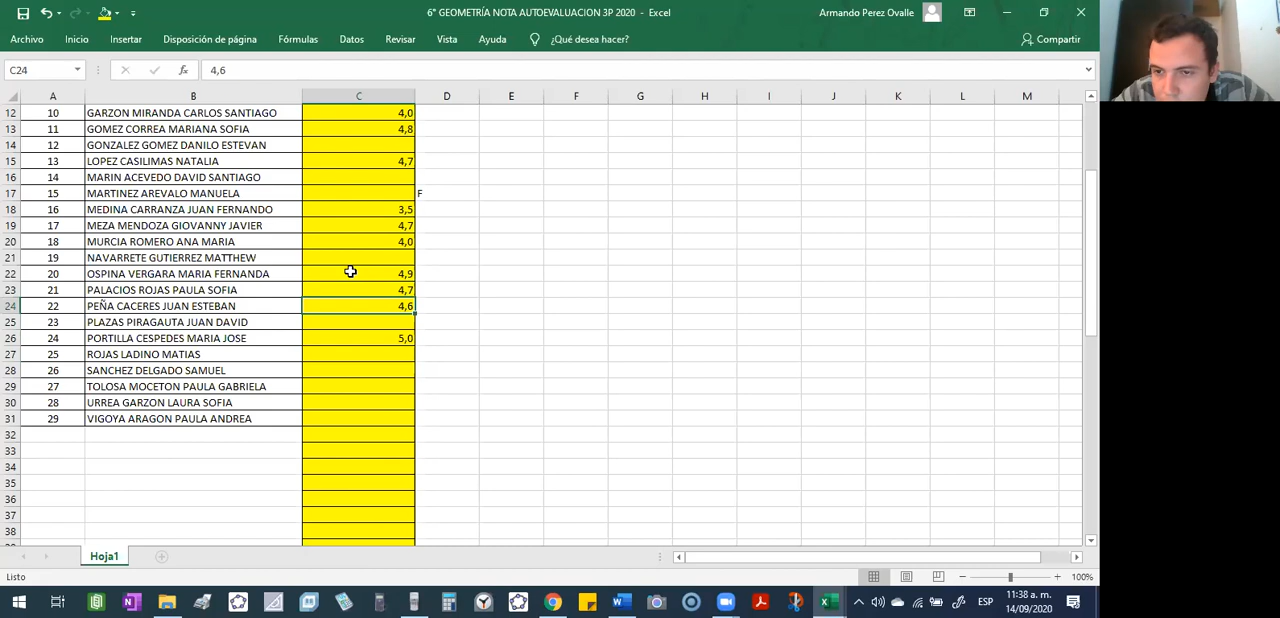 6° GEOMETRÍA NOTA AUTOEVALUACION 3P 2020 - Excel
Armando Perez Ovalle
Archivo Inicio Insertar Disposición de página Fórmulas Datos Revisar Vista Ayuda ¿Qué desea hacer? Compartir
C24 fx 4,6
A B C D E F G H I J K L M
12 10 GARZON MIRANDA CARLOS SANTIAGO 4,0
13 11 GOMEZ CORREA MARIANA SOFIA 4,8
14 12 GONZALEZ GOMEZ DANILO ESTEVAN
15 13 LOPEZ CASILIMAS NATALIA 4,7
16 14 MARIN ACEVEDO DAVID SANTIAGO
17 15 MARTINEZ AREVALO MANUELA F
18 16 MEDINA CARRANZA JUAN FERNANDO 3,5
19 17 MEZA MENDOZA GIOVANNY JAVIER 4,7
20 18 MURCIA ROMERO ANA MARIA 4,0
21 19 NAVARRETE GUTIERREZ MATTHEW
22 20 OSPINA VERGARA MARIA FERNANDA 4,9
23 21 PALACIOS ROJAS PAULA SOFIA 4,7
24 22 PEÑA CACERES JUAN ESTEBAN 4,6
25 23 PLAZAS PIRAGAUTA JUAN DAVID
26 24 PORTILLA CESPEDES MARIA JOSE 5,0
27 25 ROJAS LADINO MATIAS
28 26 SANCHEZ DELGADO SAMUEL
29 27 TOLOSA MOCETON PAULA GABRIELA
30 28 URREA GARZON LAURA SOFIA
31 29 VIGOYA ARAGON PAULA ANDREA
32
33
34
35
36
37
38
Hoja1
Listo 100%
ESP
11:38 a. m.
14/09/2020